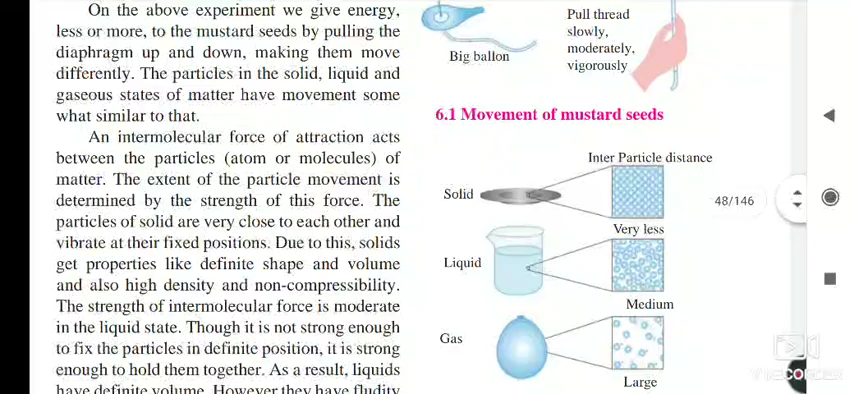 On the above experiment we give energy,
less or more, to the mustard seeds by pulling the
diaphragm up and down, making them move
differently. The particles in the solid, liquid and
gaseous states of matter have movement some
what similar to that.
An intermolecular force of attraction acts
between the particles (atom or molecules) of
matter. The extent of the particle movement is
determined by the strength of this force. The
particles of solid are very close to each other and
vibrate at their fixed positions. Due to this, solids
get properties like definite shape and volume
and also high density and non-compressibility.
The strength of intermolecular force is moderate
in the liquid state. Though it is not strong enough
to fix the particles in definite position, it is strong
enough to hold them together. As a result, liquids
have definite volume. However they have fludity
Big ballon
Pull thread
slowly,
moderately,
vigorously
6.1 Movement of mustard seeds
Inter Particle distance
Solid
Very less
Liquid
Medium
Gas
Large
48/146
RECORDER